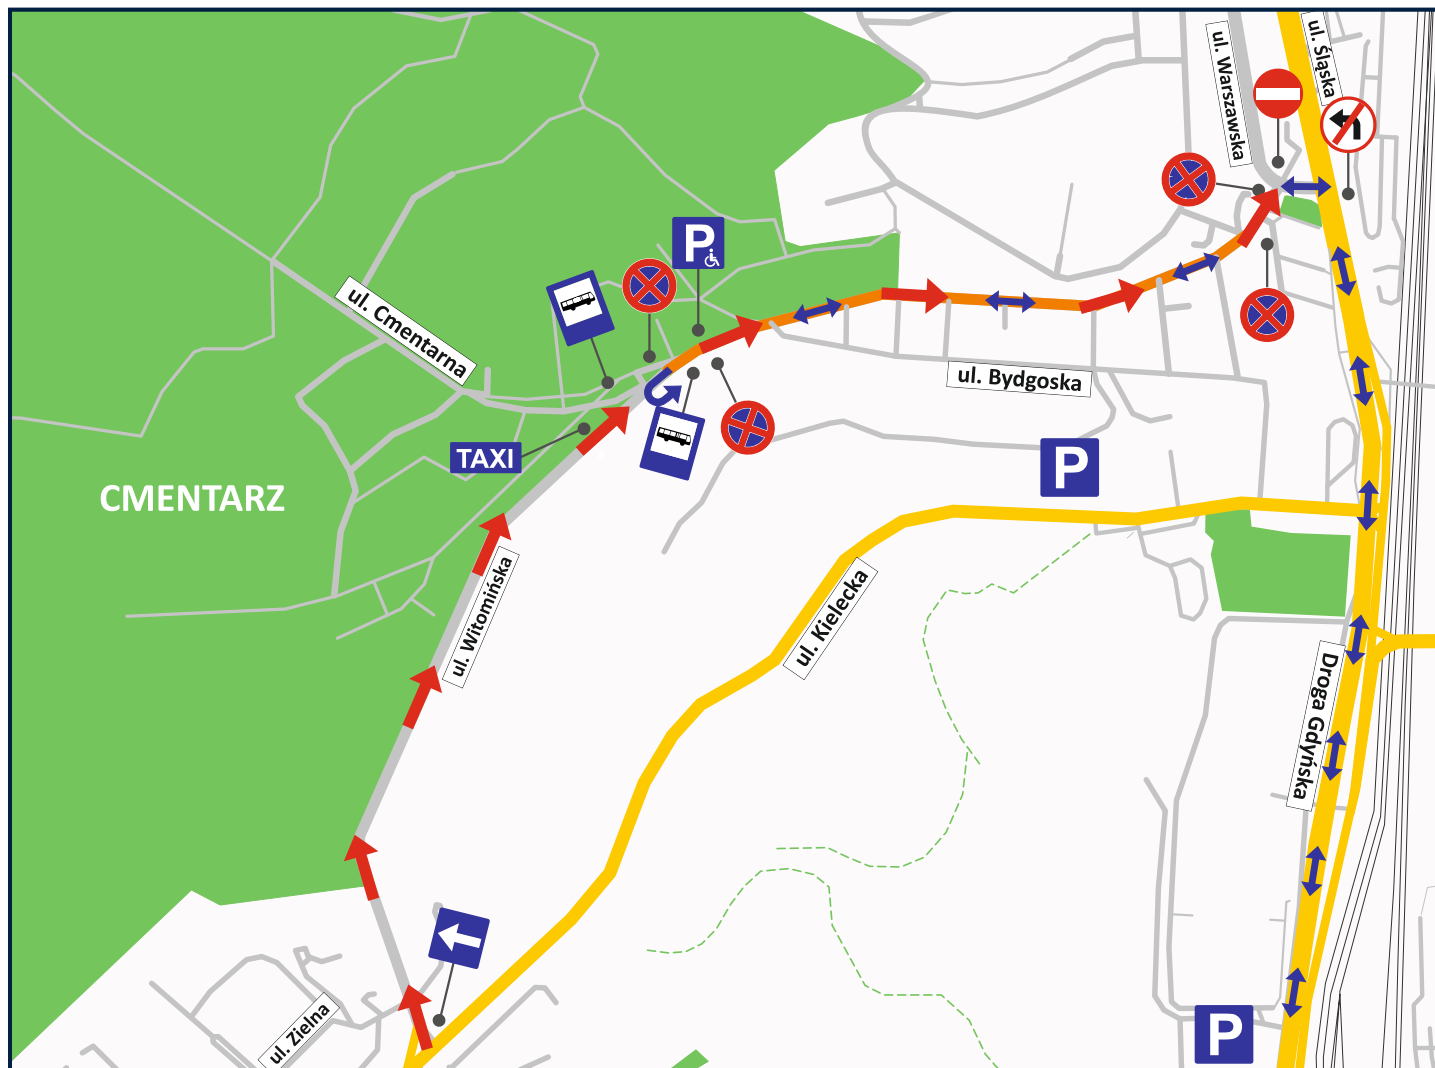 ul. Śląska
ul. Warszawska
P
ul. Cmentarna
ul. Bydgoska
TAXI
P
CMENTARZ
ul. Witomińska
ul. Kielecka
Droga Gdyńska
ul. Zielna
P